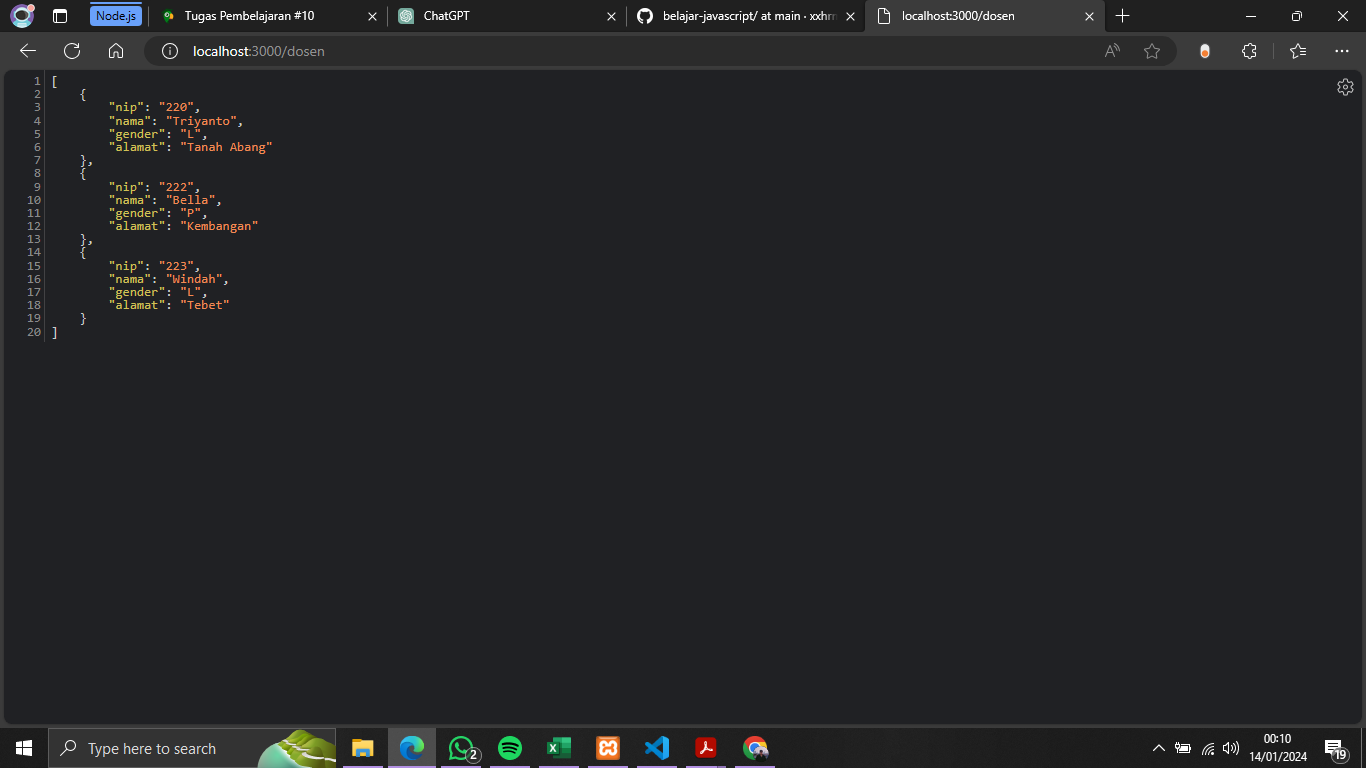 Node.js
Tugas Pembelajaran #10
ChatGPT
belajar-javascript/ at main · xxhrr
localhost:3000/dosen
localhost:3000/dosen
1 [
2 {
3 "nip": "220",
4 "nama": "Triyanto",
5 "gender": "L",
6 "alamat": "Tanah Abang"
7 },
8 {
9 "nip": "222",
10 "nama": "Bella",
11 "gender": "P",
12 "alamat": "Kembangan"
13 },
14 {
15 "nip": "223",
16 "nama": "Windah",
17 "gender": "L",
18 "alamat": "Tebet"
19 }
20 ]
Type here to search
2
00:10
14/01/2024
19